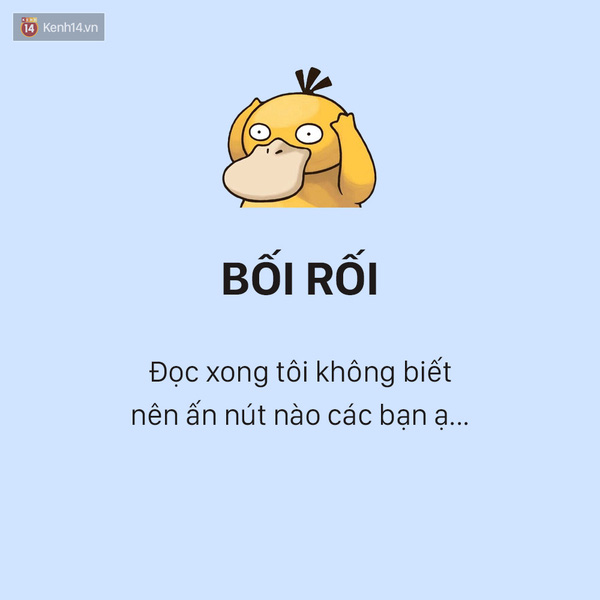 14
Kenh14.vn
BỐI RỐI
Đọc xong tôi không biết
nên ấn nút nào các bạn ạ...